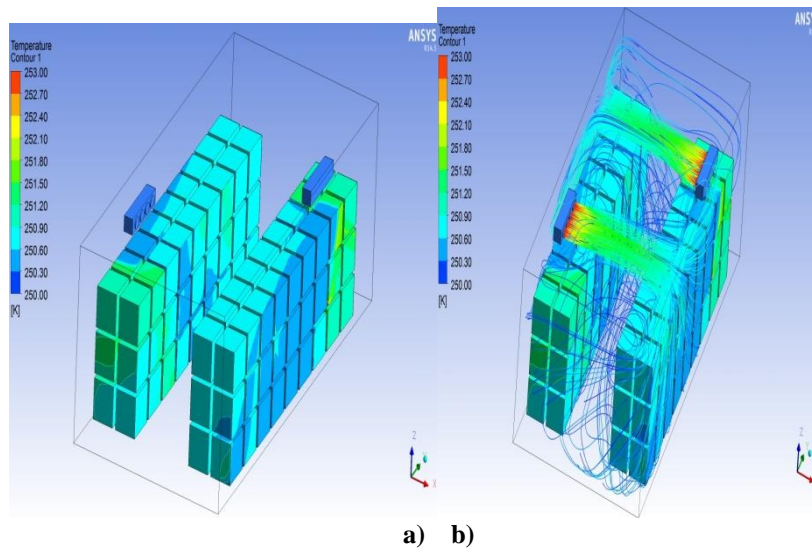 Temperature
Contour 1
253.00
252.70
252.40
252.10
251.80
251.50
251.20
250.90
250.60
250.30
250.00
[K]
ANSYS
Z
X
Temperature
Contour 1
253.00
252.70
252.40
252.10
251.80
251.50
251.20
250.90
250.60
250.30
250.00
[K]
ANSYS
Z
X
a) b)